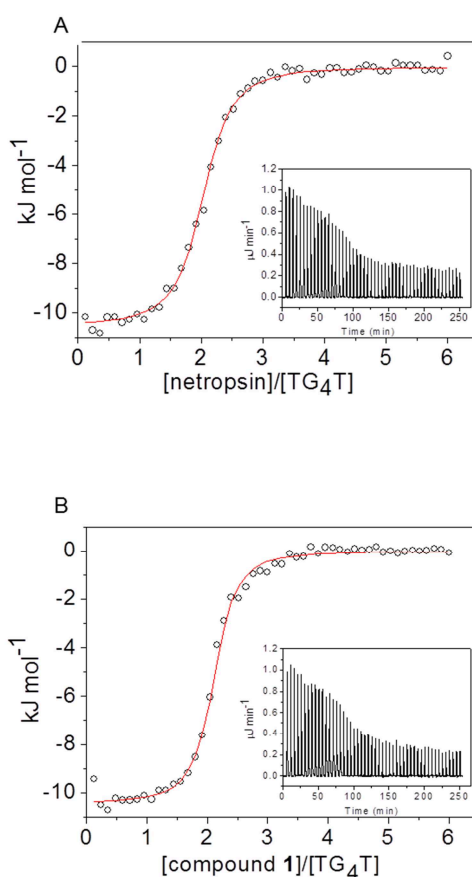 A
0
-2
-4
-6
-8
-10
kJ mol⁻¹
0 1 2 3 4 5 6
[netropsin]/[TG₄T]
1.2
1.0
0.8
0.6
0.4
0.2
0.0
µJ min⁻¹
0 50 100 150 200 250
Time (min)
B
0
-2
-4
-6
-8
-10
kJ mol⁻¹
0 1 2 3 4 5 6
[compound 1]/[TG₄T]
1.2
1.0
0.8
0.6
0.4
0.2
0.0
µJ min⁻¹
0 50 100 150 200 250
Time (min)